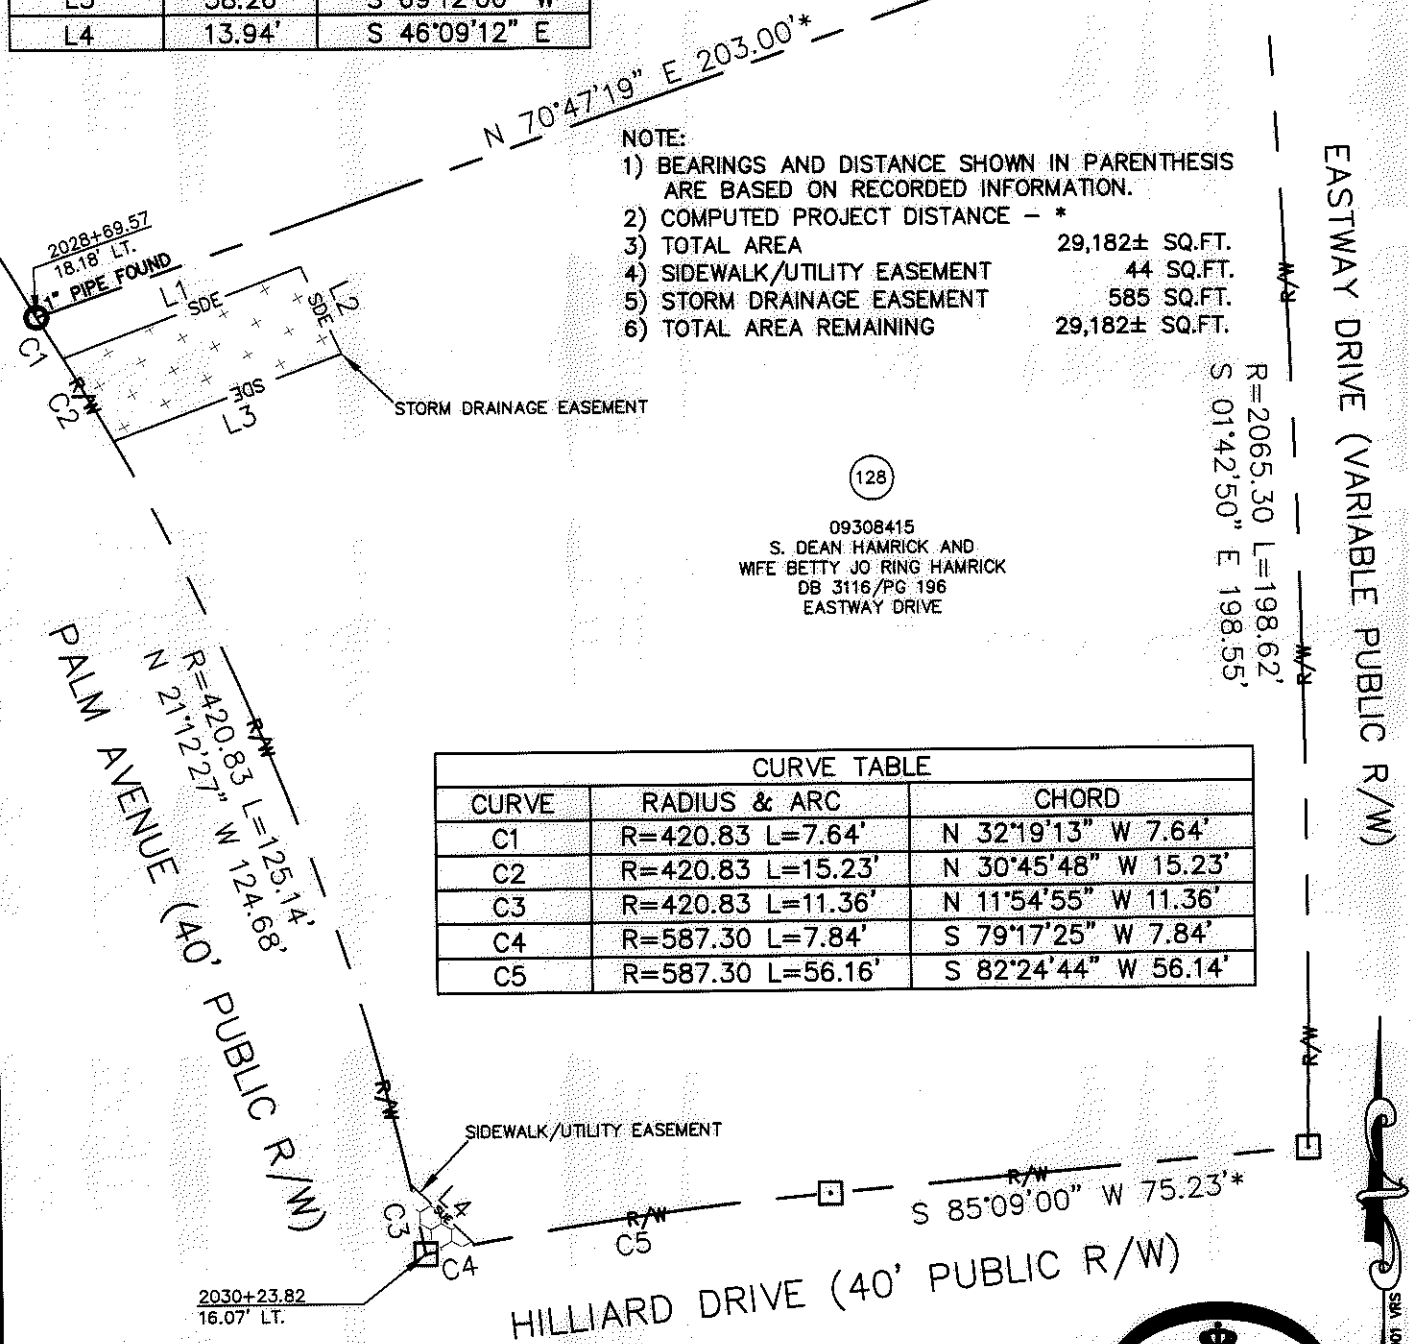 L3 38.26' S 69°12'00" W
L4 13.94' S 46°09'12" E
N 70°47'19" E 203.00'*
NOTE:
1) BEARINGS AND DISTANCE SHOWN IN PARENTHESIS
ARE BASED ON RECORDED INFORMATION.
2) COMPUTED PROJECT DISTANCE – *
3) TOTAL AREA 29,182± SQ.FT.
4) SIDEWALK/UTILITY EASEMENT 44 SQ.FT.
5) STORM DRAINAGE EASEMENT 585 SQ.FT.
6) TOTAL AREA REMAINING 29,182± SQ.FT.
2028+69.57
18.18' LT.
1" PIPE FOUND
L1
SDE
L2
SDE
C1
C2
R/W
SDE
L3
STORM DRAINAGE EASEMENT
EASTWAY DRIVE (VARIABLE PUBLIC R/W)
R/W
R=2065.30 L=198.62'
S 01°42'50" E 198.55'
R/W
R/W
128
09308415
S. DEAN HAMRICK AND
WIFE BETTY JO RING HAMRICK
DB 3116/PG 196
EASTWAY DRIVE
PALM AVENUE (40' PUBLIC R/W)
R/W
R=420.83 L=125.14'
N 21°12'27" W 124.68'
CURVE TABLE
CURVE RADIUS & ARC CHORD
C1 R=420.83 L=7.64' N 32°19'13" W 7.64'
C2 R=420.83 L=15.23' N 30°45'48" W 15.23'
C3 R=420.83 L=11.36' N 11°54'55" W 11.36'
C4 R=587.30 L=7.84' S 79°17'25" W 7.84'
C5 R=587.30 L=56.16' S 82°24'44" W 56.14'
R/W
SIDEWALK/UTILITY EASEMENT
L4
SUE
C3
C4
R/W
C5
R/W
S 85°09'00" W 75.23'*
2030+23.82
16.07' LT.
HILLIARD DRIVE (40' PUBLIC R/W)
VRS